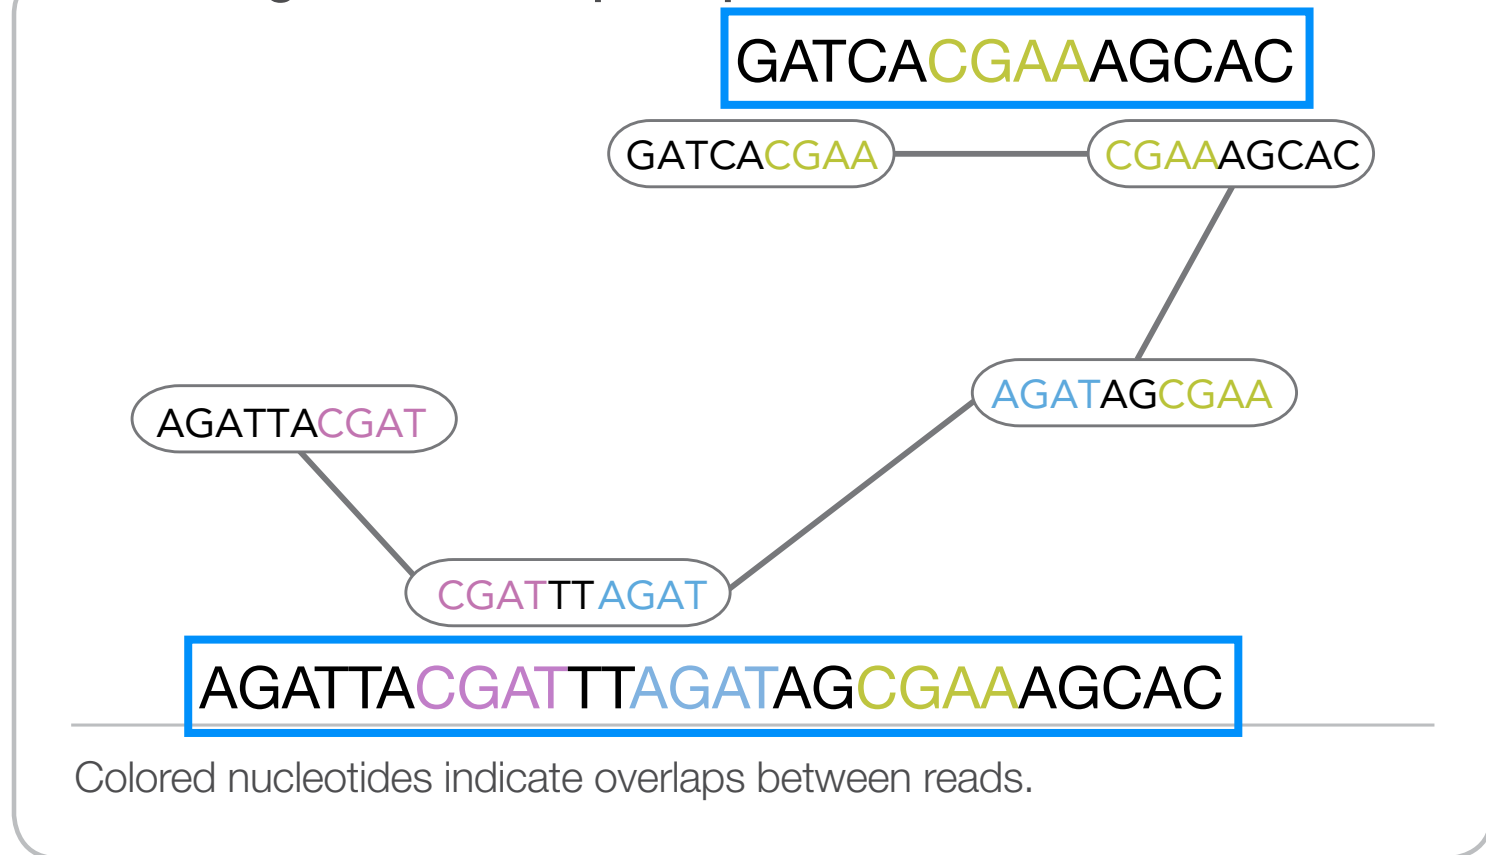 GATCACGAAAGCAC
GATCACGAA CGAAAGCAC
AGATAGCGAA
AGATTACGAT
CGATTTAGAT
AGATTACGATTTAGATAGCGAAAGCAC
Colored nucleotides indicate overlaps between reads.